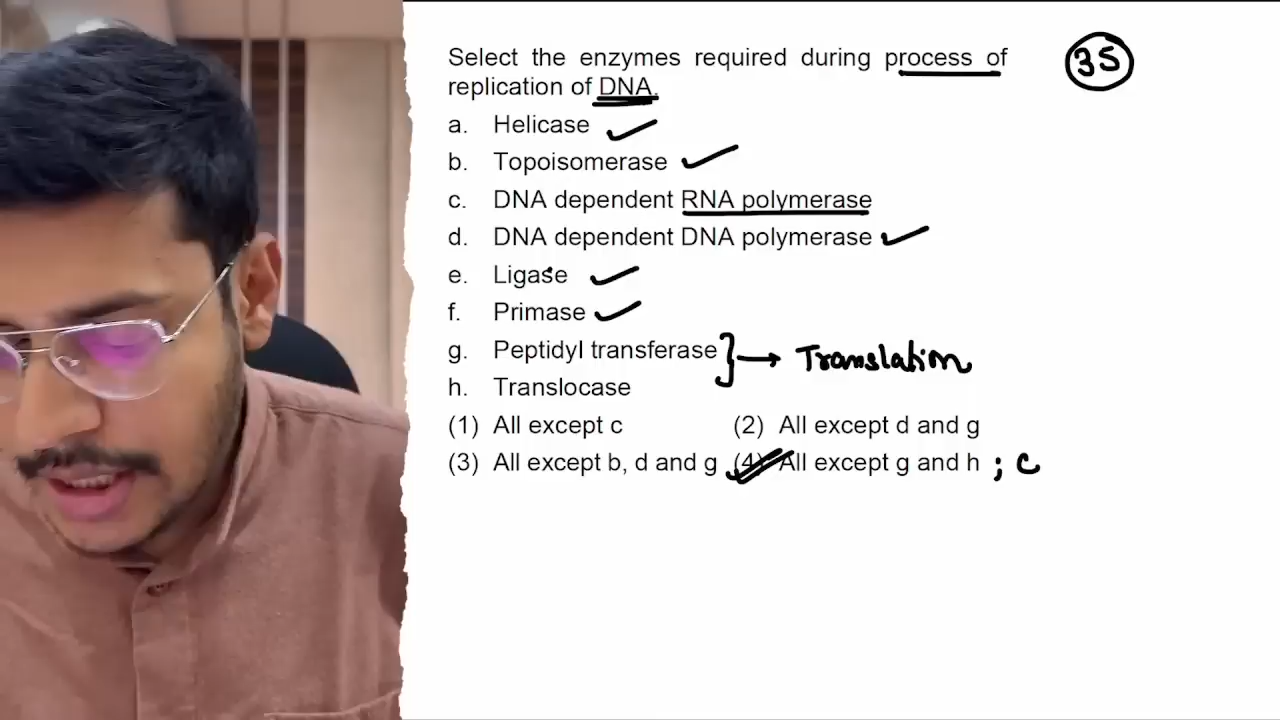 Select the enzymes required during process of 35
replication of DNA.
a. Helicase
b. Topoisomerase
c. DNA dependent RNA polymerase
d. DNA dependent DNA polymerase
e. Ligase
f. Primase
g. Peptidyl transferase } → Translation
h. Translocase
(1) All except c (2) All except d and g
(3) All except b, d and g (4) All except g and h ; c